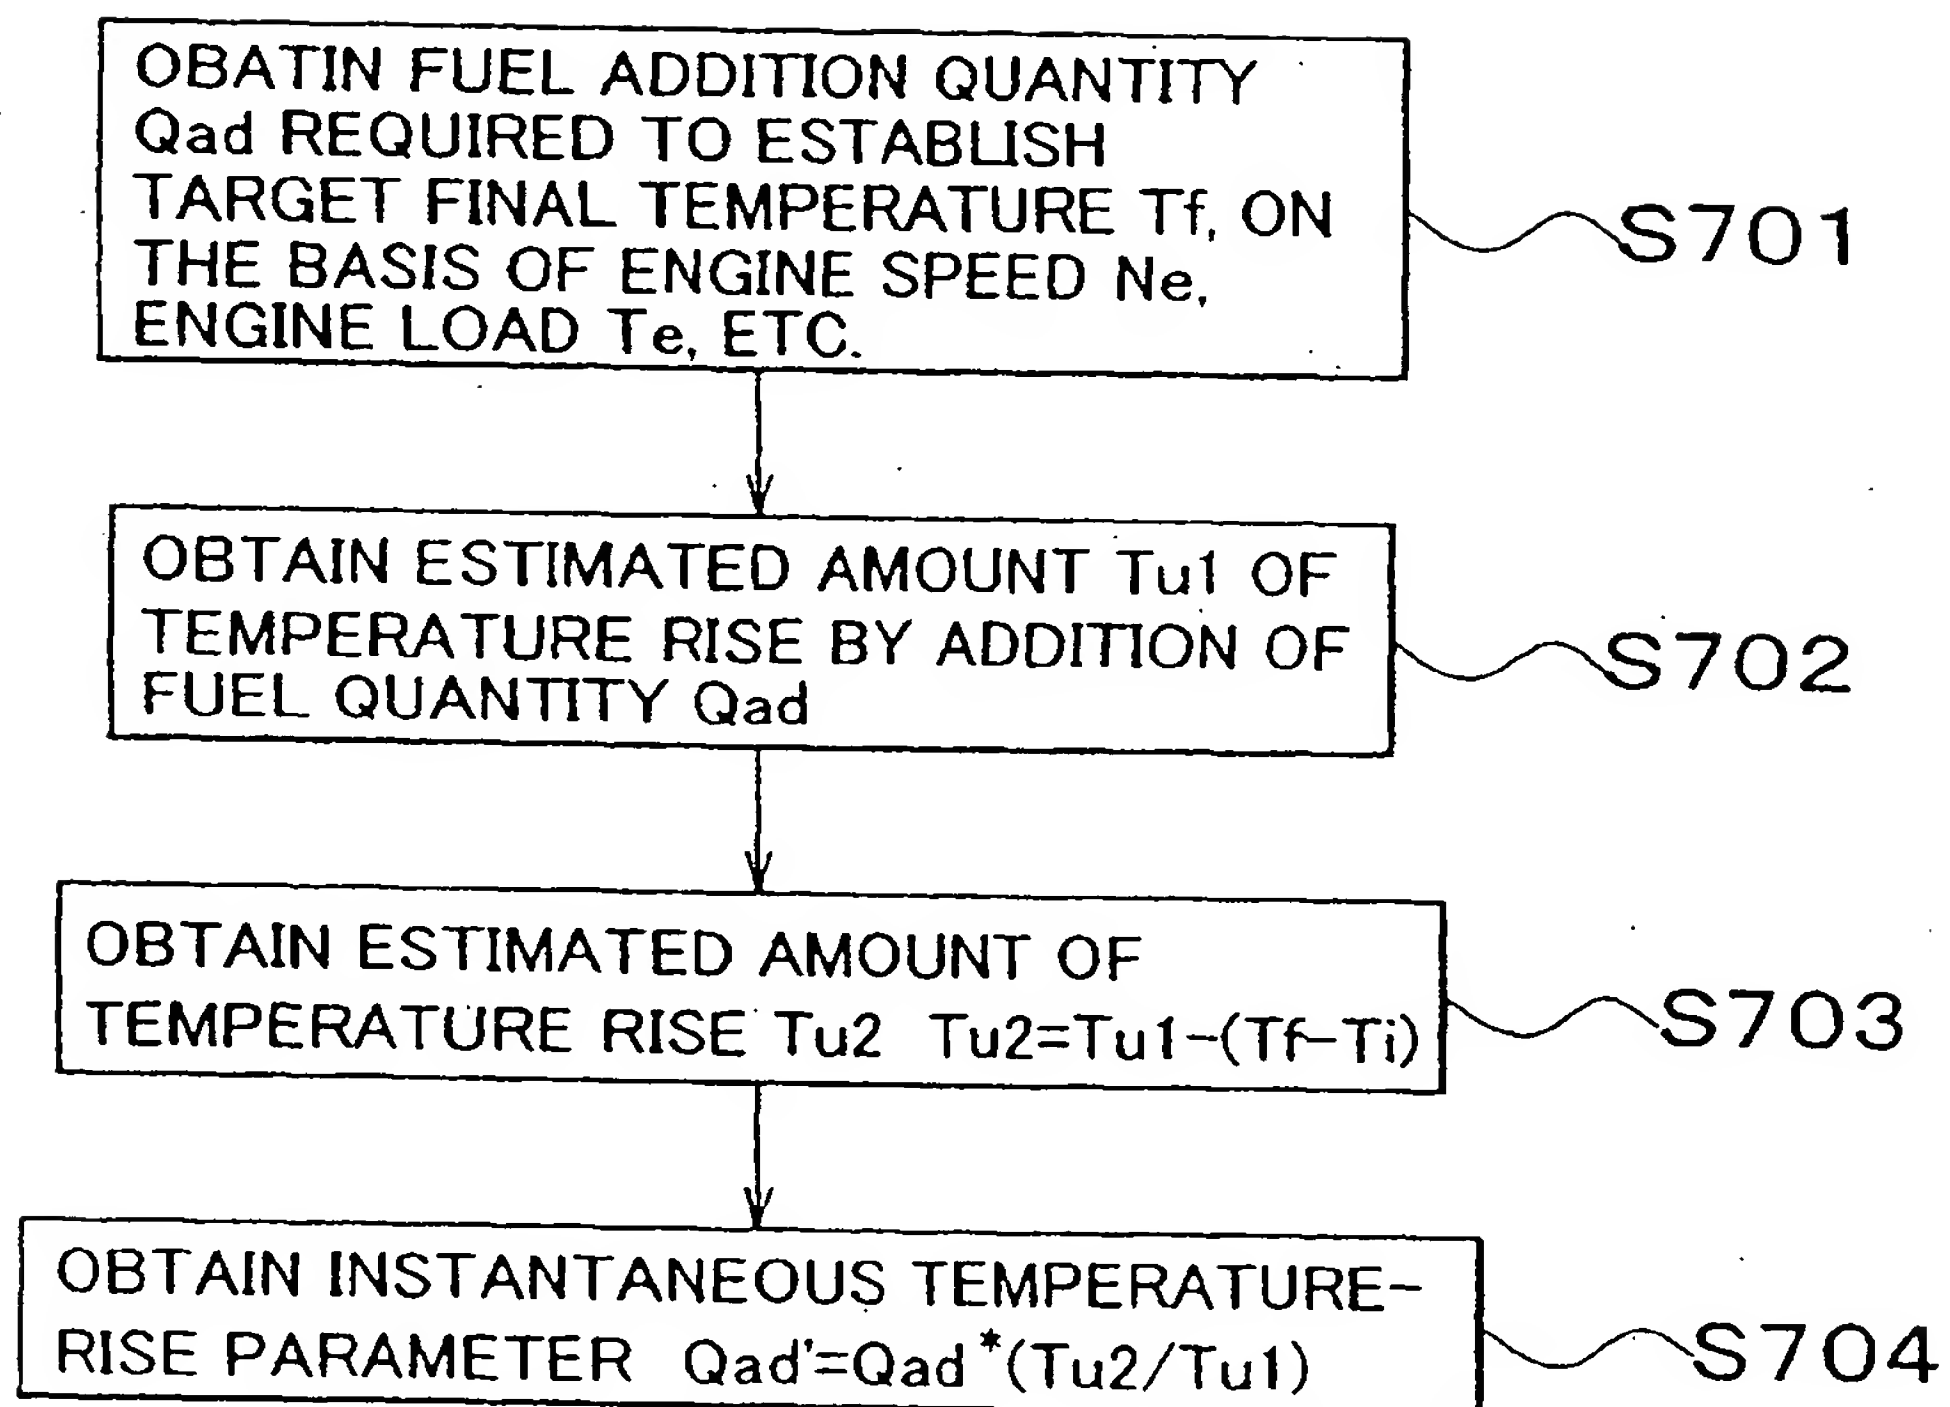 OBATIN FUEL ADDITION QUANTITY
Qad REQUIRED TO ESTABLISH
TARGET FINAL TEMPERATURE Tf, ON
THE BASIS OF ENGINE SPEED Ne,
ENGINE LOAD Te, ETC.
S701
OBTAIN ESTIMATED AMOUNT Tu1 OF
TEMPERATURE RISE BY ADDITION OF
FUEL QUANTITY Qad
S702
OBTAIN ESTIMATED AMOUNT OF
TEMPERATURE RISE Tu2 Tu2=Tu1-(Tf-Ti)
S703
OBTAIN INSTANTANEOUS TEMPERATURE-
RISE PARAMETER Qad'=Qad*(Tu2/Tu1)
S704